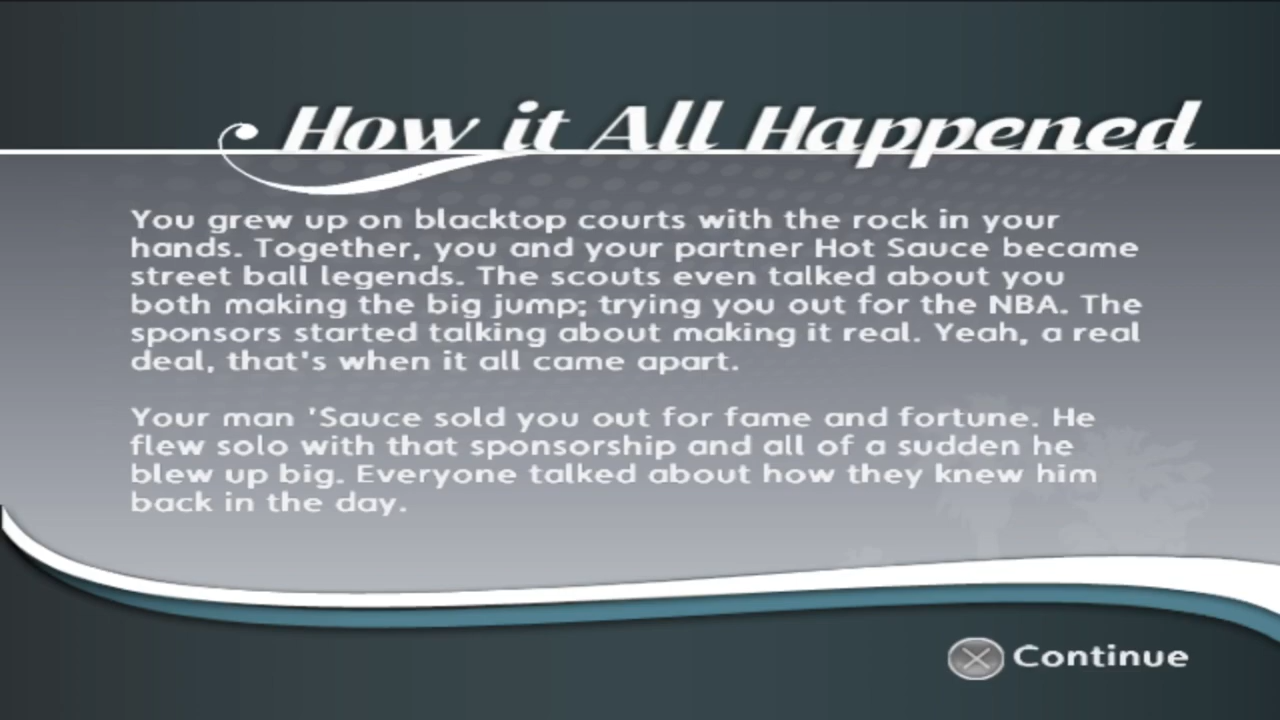 How it All Happened
You grew up on blacktop courts with the rock in your
hands. Together, you and your partner Hot Sauce became
street ball legends. The scouts even talked about you
both making the big jump; trying you out for the NBA. The
sponsors started talking about making it real. Yeah, a real
deal, that's when it all came apart.
Your man 'Sauce sold you out for fame and fortune. He
flew solo with that sponsorship and all of a sudden he
blew up big. Everyone talked about how they knew him
back in the day.
Continue